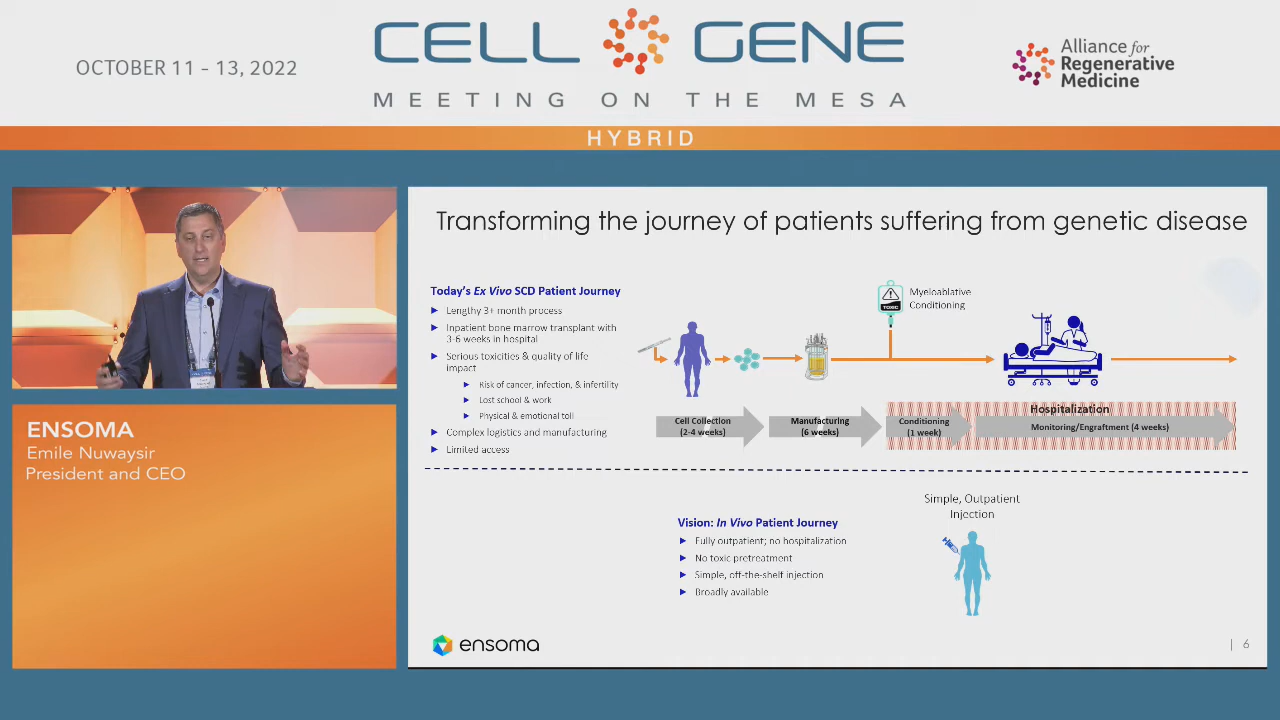 OCTOBER 11 - 13, 2022
CELL GENE
MEETING ON THE MESA
Alliance for
Regenerative
Medicine
HYBRID
ENSOMA
Emile Nuwaysir
President and CEO
Transforming the journey of patients suffering from genetic disease
Today's Ex Vivo SCD Patient Journey
Lengthy 3+ month process
Inpatient bone marrow transplant with
3-6 weeks in hospital
Serious toxicities & quality of life
impact
Risk of cancer, infection, & infertility
Lost school & work
Physical & emotional toll
Complex logistics and manufacturing
Limited access
TOXIC
Myeloablative
Conditioning
Cell Collection
(2-4 weeks)
Manufacturing
(6 weeks)
Conditioning
(1 week)
Hospitalization
Monitoring/Engraftment (4 weeks)
Vision: In Vivo Patient Journey
Fully outpatient; no hospitalization
No toxic pretreatment
Simple, off-the-shelf injection
Broadly available
Simple, Outpatient
Injection
ensoma
| 6